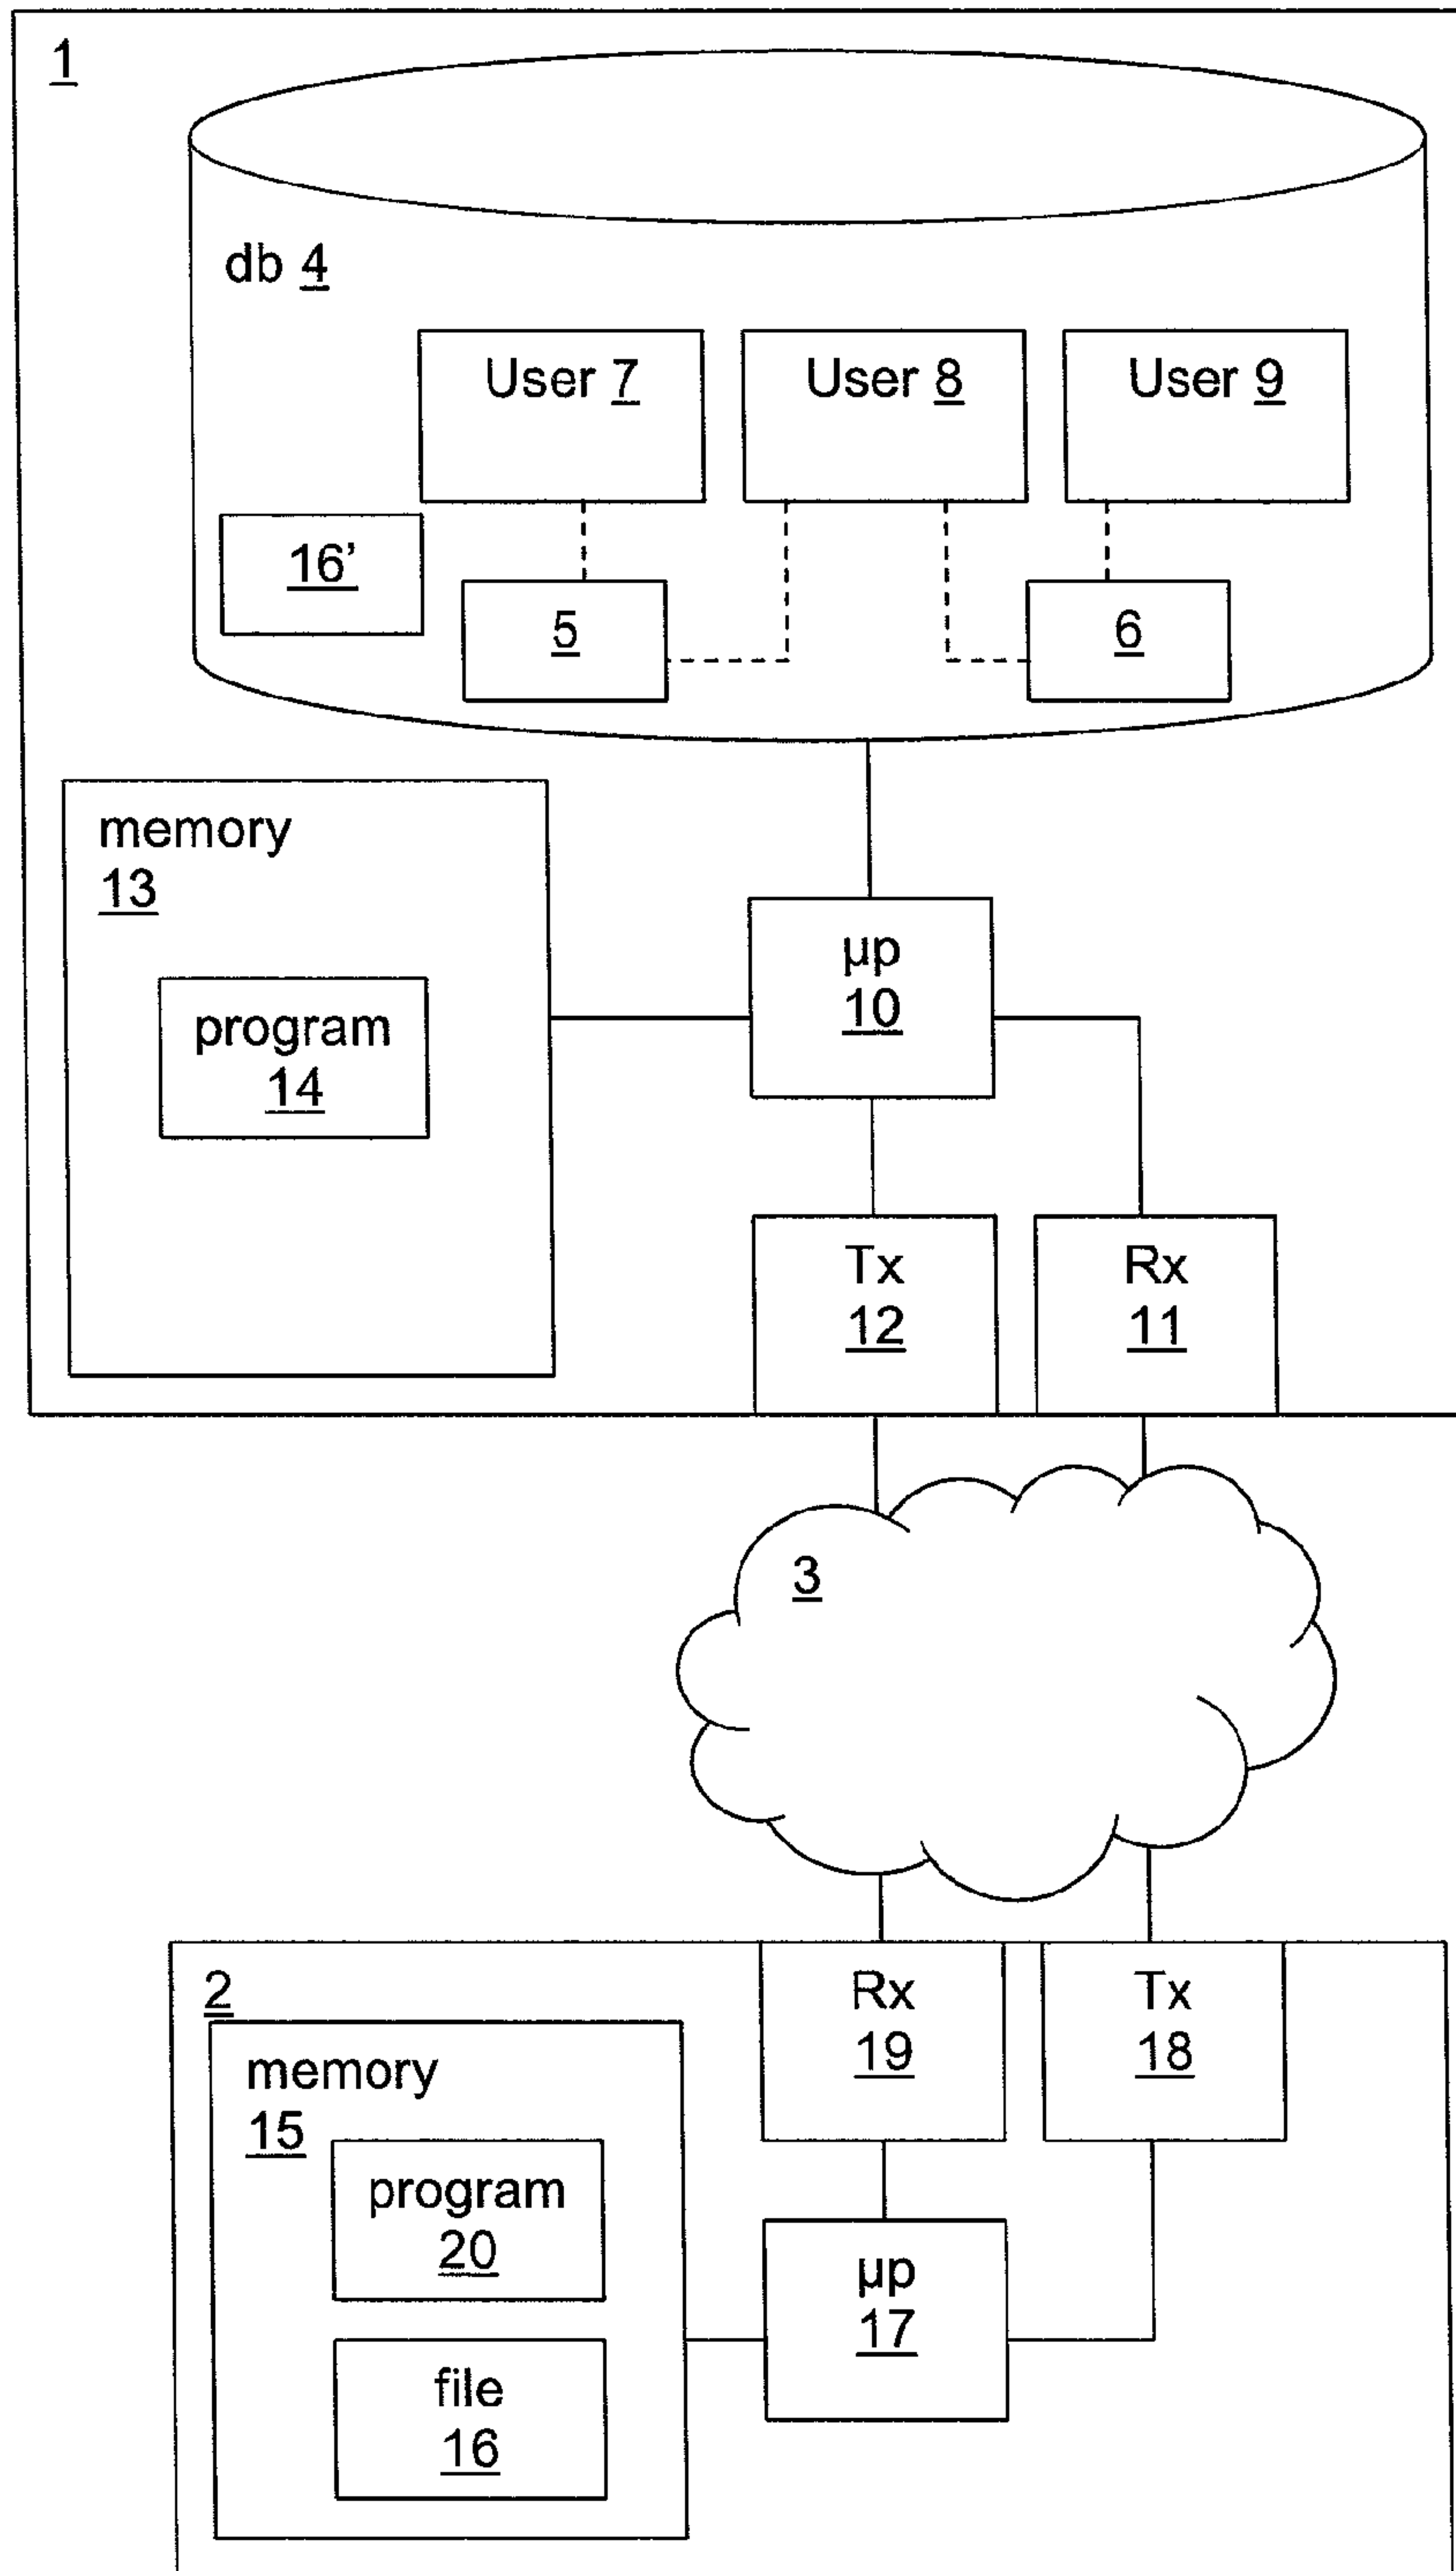 1
db 4
User 7
User 8
User 9
16’
5
6
memory
13
program
14
µp
10
Tx
12
Rx
11
3
2
memory
15
program
20
file
16
Rx
19
Tx
18
µp
17